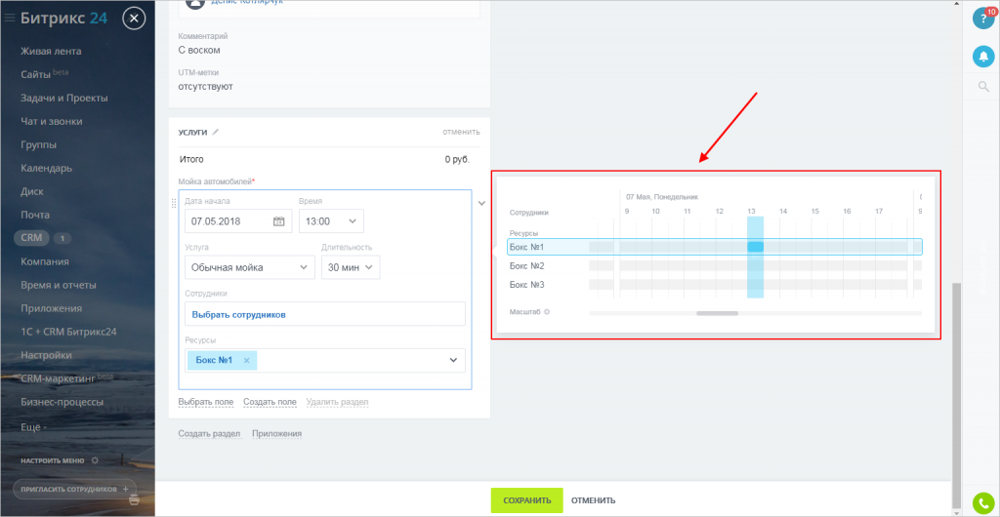 Битрикс 24
Живая лента
Сайты beta
Задачи и Проекты
Чат и звонки
Группы
Календарь
Диск
Почта
CRM 1
Компания
Время и отчеты
Приложения
1С + CRM Битрикс24
Настройки
CRM-маркетинг beta
Бизнес-процессы
Ещё -
НАСТРОИТЬ МЕНЮ
ПРИГЛАСИТЬ СОТРУДНИКОВ +
Денис Котлярчук
Комментарий
С воском
UTM-метки
отсутствуют
УСЛУГИ
отменить
Итого
0 руб.
Мойка автомобилей*
Дата начала
Время
07.05.2018
13:00
Услуга
Длительность
Обычная мойка
30 мин
Сотрудники
Выбрать сотрудников
Ресурсы
Бокс №1 ×
Выбрать поле
Создать поле
Удалить раздел
Создать раздел
Приложения
07 Мая, Понедельник
Сотрудники
9 10 11 12 13 14 15 16 17 9
Ресурсы
Бокс №1
Бокс №2
Бокс №3
Масштаб
СОХРАНИТЬ
ОТМЕНИТЬ
?
10